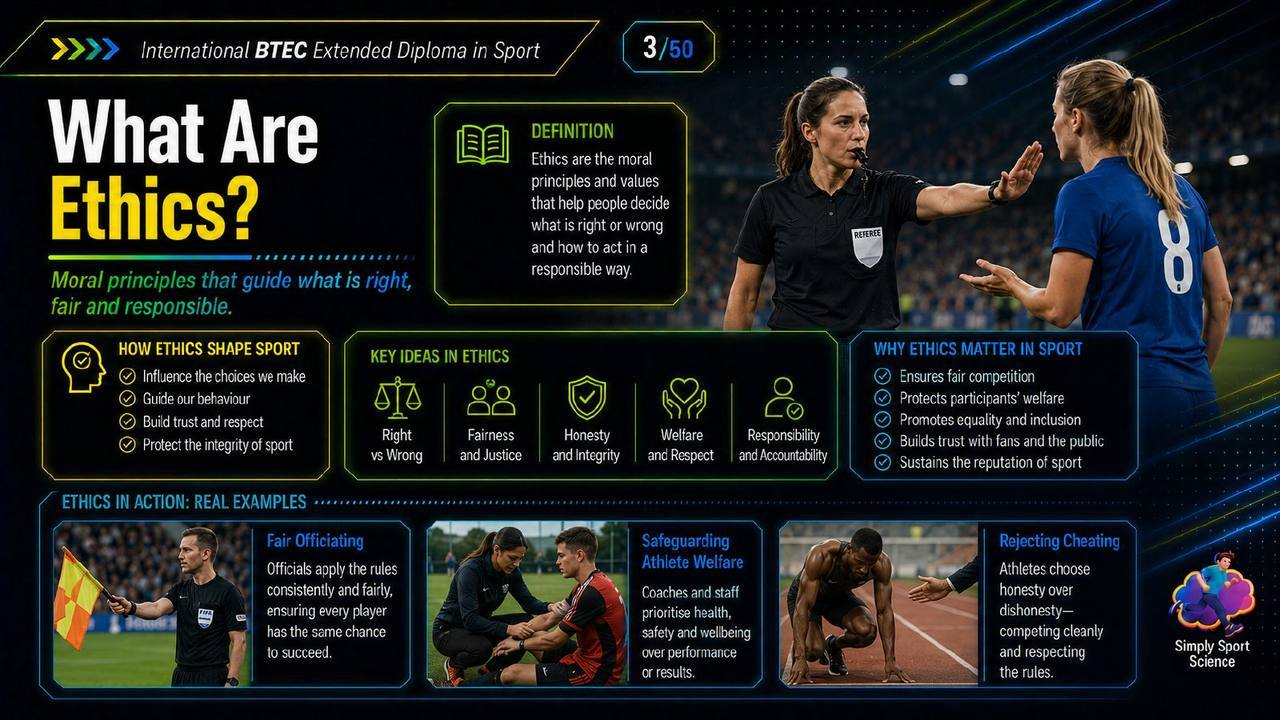 International BTEC Extended Diploma in Sport
3/50
What Are
Ethics?
Moral principles that guide what is right,
fair and responsible.
DEFINITION
Ethics are the moral
principles and values
that help people decide
what is right or wrong
and how to act in a
responsible way.
REFEREE
8
HOW ETHICS SHAPE SPORT
Influence the choices we make
Guide our behaviour
Build trust and respect
Protect the integrity of sport
KEY IDEAS IN ETHICS
Right
vs Wrong
Fairness
and Justice
Honesty
and Integrity
Welfare
and Respect
Responsibility
and Accountability
WHY ETHICS MATTER IN SPORT
Ensures fair competition
Protects participants' welfare
Promotes equality and inclusion
Builds trust with fans and the public
Sustains the reputation of sport
ETHICS IN ACTION: REAL EXAMPLES
FIFA
Fair Officiating
Officials apply the rules
consistently and fairly,
ensuring every player
has the same chance
to succeed.
Safeguarding
Athlete Welfare
Coaches and staff
prioritise health,
safety and wellbeing
over performance
or results.
Rejecting Cheating
Athletes choose
honesty over
dishonesty—
competing cleanly
and respecting
the rules.
Simply Sport
Science